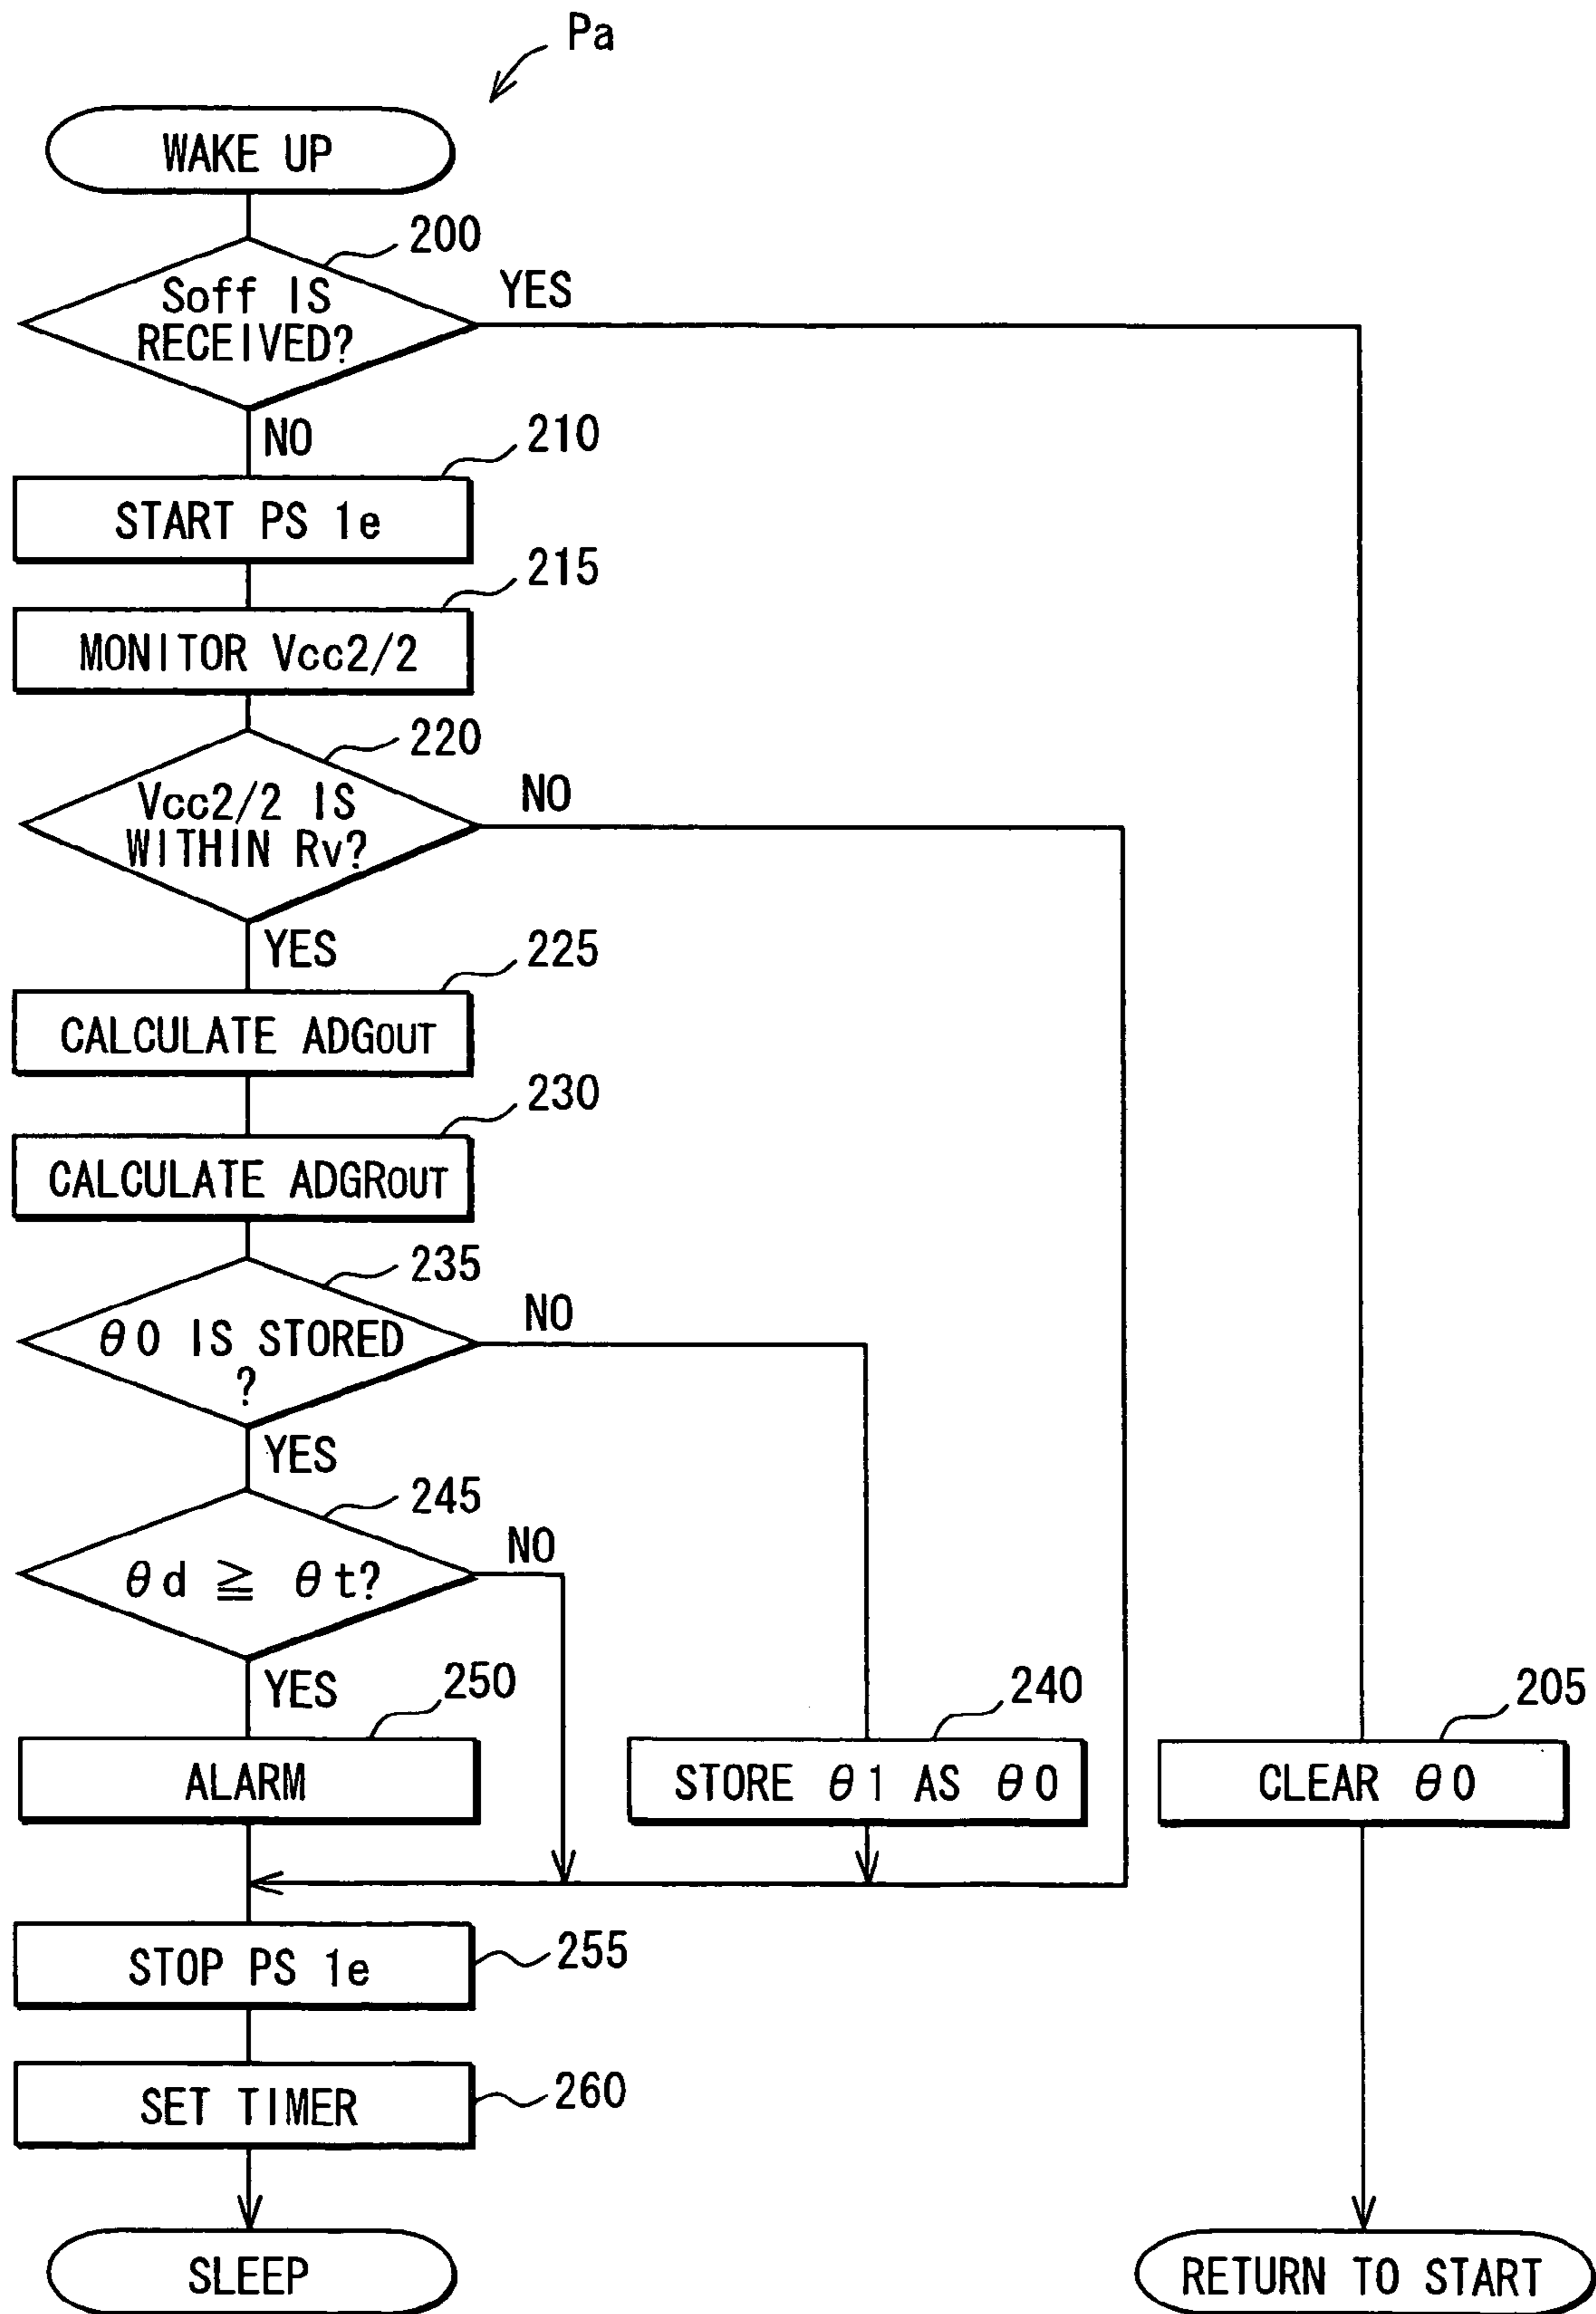 Pa
WAKE UP
200
Soff IS
RECEIVED?
YES
NO
210
START PS 1e
215
MONITOR Vcc2/2
220
Vcc2/2 IS
WITHIN Rv?
NO
YES
225
CALCULATE ADGOUT
230
CALCULATE ADGROUT
235
θ0 IS STORED
?
NO
YES
245
θd ≧ θt?
NO
YES
250
ALARM
240
STORE θ1 AS θ0
205
CLEAR θ0
STOP PS 1e
255
SET TIMER
260
SLEEP
RETURN TO START